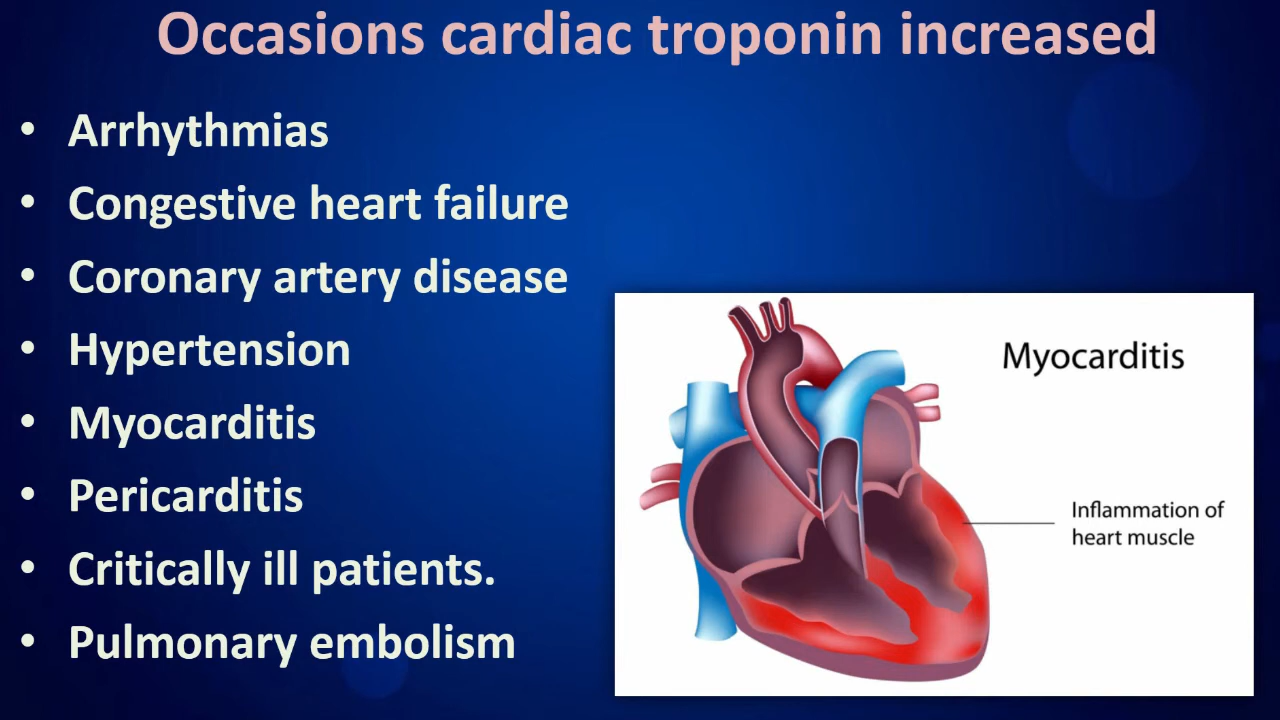 Occasions cardiac troponin increased
• Arrhythmias
• Congestive heart failure
• Coronary artery disease
• Hypertension
• Myocarditis
• Pericarditis
• Critically ill patients.
• Pulmonary embolism
Myocarditis
Inflammation of
heart muscle